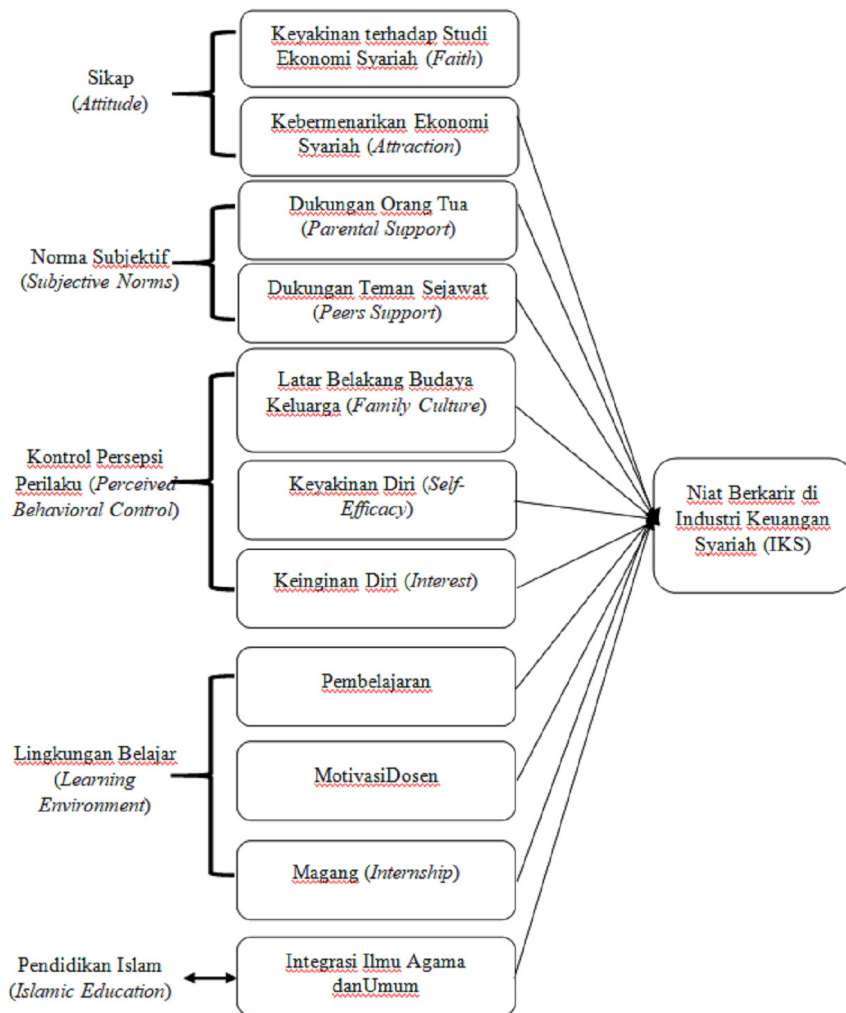 Keyakinan terhadap Studi
Ekonomi Syariah (Faith)
Sikap
(Attitude)
Kebermenarikan Ekonomi
Syariah (Attraction)
Dukungan Orang Tua
(Parental Support)
Norma Subjektif
(Subjective Norms)
Dukungan Teman Sejawat
(Peers Support)
Latar Belakang Budaya
Keluarga (Family Culture)
Kontrol Persepsi
Perilaku (Perceived
Behavioral Control)
Keyakinan Diri (Self-
Efficacy)
Keinginan Diri (Interest)
Niat Berkarir di
Industri Keuangan
Syariah (IKS)
Pembelajaran
Lingkungan Belajar
(Learning
Environment)
MotivasiDosen
Magang (Internship)
Pendidikan Islam
(Islamic Education)
Integrasi Ilmu Agama
danUmum